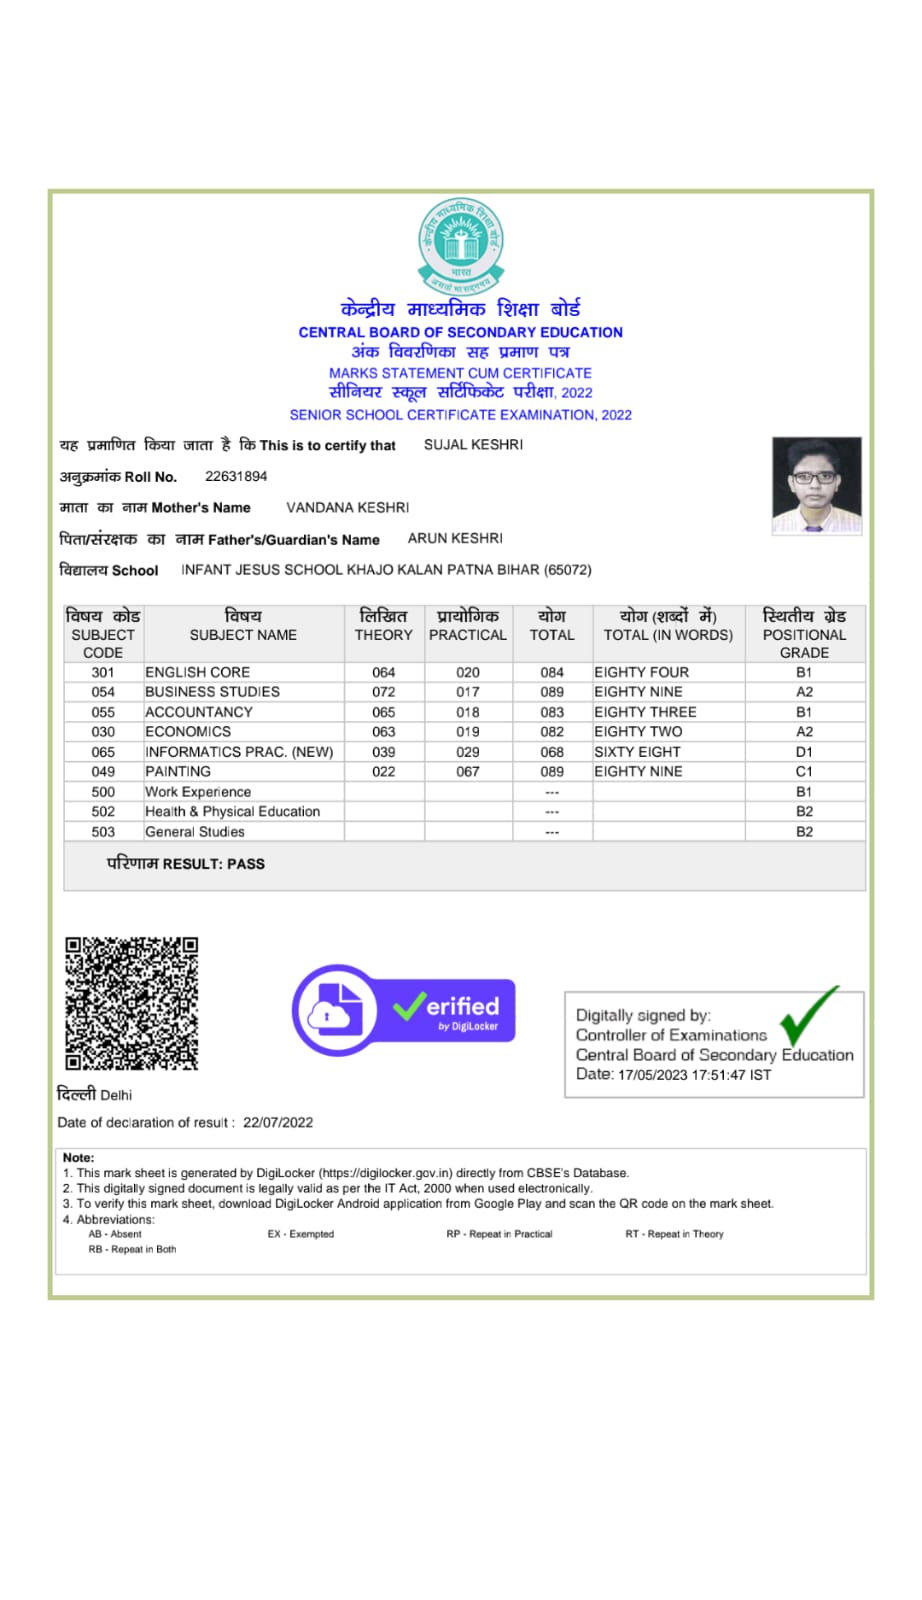 केन्द्रीय माध्यमिक शिक्षा बोर्ड
भारत
असतो मा सद्गमय
केन्द्रीय माध्यमिक शिक्षा बोर्ड
CENTRAL BOARD OF SECONDARY EDUCATION
अंक विवरणिका सह प्रमाण पत्र
MARKS STATEMENT CUM CERTIFICATE
सीनियर स्कूल सर्टिफिकेट परीक्षा, 2022
SENIOR SCHOOL CERTIFICATE EXAMINATION, 2022
यह प्रमाणित किया जाता है कि This is to certify that SUJAL KESHRI
अनुक्रमांक Roll No. 22631894
माता का नाम Mother's Name VANDANA KESHRI
पिता/संरक्षक का नाम Father's/Guardian's Name ARUN KESHRI
विद्यालय School INFANT JESUS SCHOOL KHAJO KALAN PATNA BIHAR (65072)
विषय कोड विषय लिखित प्रायोगिक योग योग (शब्दों में) स्थितीय ग्रेड
SUBJECT SUBJECT NAME THEORY PRACTICAL TOTAL TOTAL (IN WORDS) POSITIONAL
CODE GRADE
301 ENGLISH CORE 064 020 084 EIGHTY FOUR B1
054 BUSINESS STUDIES 072 017 089 EIGHTY NINE A2
055 ACCOUNTANCY 065 018 083 EIGHTY THREE B1
030 ECONOMICS 063 019 082 EIGHTY TWO A2
065 INFORMATICS PRAC. (NEW) 039 029 068 SIXTY EIGHT D1
049 PAINTING 022 067 089 EIGHTY NINE C1
500 Work Experience --- B1
502 Health & Physical Education --- B2
503 General Studies --- B2
परिणाम RESULT: PASS
erified
by DigiLocker
Digitally signed by:
Controller of Examinations
Central Board of Secondary Education
Date: 17/05/2023 17:51:47 IST
दिल्ली Delhi
Date of declaration of result : 22/07/2022
Note:
1. This mark sheet is generated by DigiLocker (https://digilocker.gov.in) directly from CBSE's Database.
2. This digitally signed document is legally valid as per the IT Act, 2000 when used electronically.
3. To verify this mark sheet, download DigiLocker Android application from Google Play and scan the QR code on the mark sheet.
4. Abbreviations:
AB - Absent EX - Exempted RP - Repeat in Practical RT - Repeat in Theory
RB - Repeat in Both